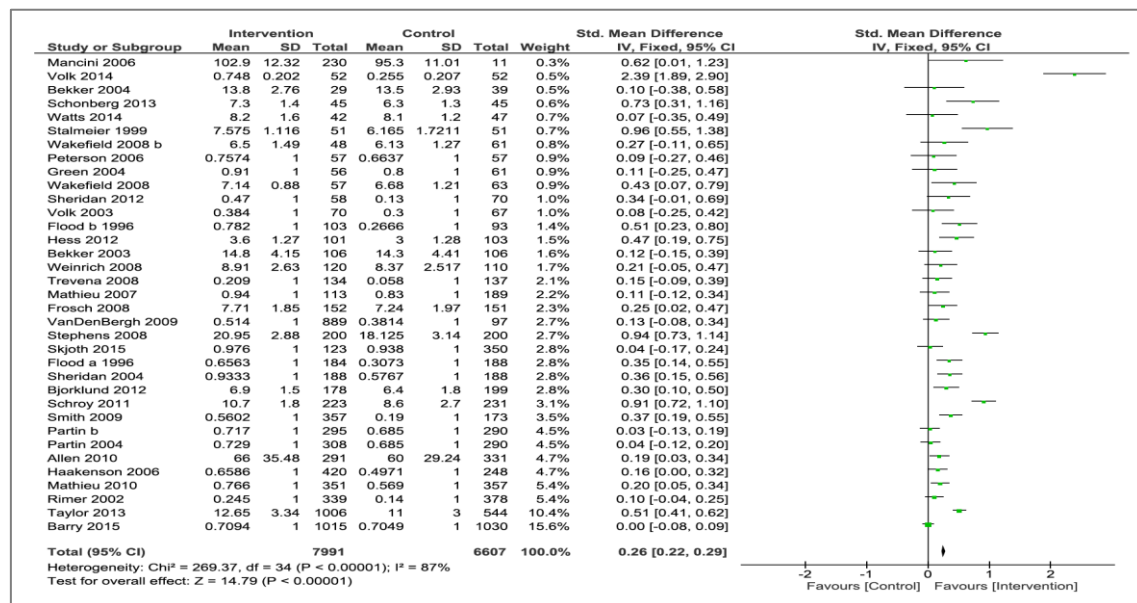 Intervention Control Std. Mean Difference Std. Mean Difference
Study or Subgroup Mean SD Total Mean SD Total Weight IV, Fixed, 95% CI IV, Fixed, 95% CI
Mancini 2006 102.9 12.32 230 95.3 11.01 11 0.3% 0.62 [0.01, 1.23]
Volk 2014 0.748 0.202 52 0.255 0.207 52 0.5% 2.39 [1.89, 2.90]
Bekker 2004 13.8 2.76 29 13.5 2.93 39 0.5% 0.10 [-0.38, 0.58]
Schonberg 2013 7.3 1.4 45 6.3 1.3 45 0.6% 0.73 [0.31, 1.16]
Watts 2014 8.2 1.6 42 8.1 1.2 47 0.7% 0.07 [-0.35, 0.49]
Stalmeier 1999 7.575 1.116 51 6.165 1.7211 51 0.7% 0.96 [0.55, 1.38]
Wakefield 2008 b 6.5 1.49 48 6.13 1.27 61 0.8% 0.27 [-0.11, 0.65]
Peterson 2006 0.7574 1 57 0.6637 1 57 0.9% 0.09 [-0.27, 0.46]
Green 2004 0.91 1 56 0.8 1 61 0.9% 0.11 [-0.25, 0.47]
Wakefield 2008 7.14 0.88 57 6.68 1.21 63 0.9% 0.43 [0.07, 0.79]
Sheridan 2012 0.47 1 58 0.13 1 70 1.0% 0.34 [-0.01, 0.69]
Volk 2003 0.384 1 70 0.3 1 67 1.0% 0.08 [-0.25, 0.42]
Flood b 1996 0.782 1 103 0.2666 1 93 1.4% 0.51 [0.23, 0.80]
Hess 2012 3.6 1.27 101 3 1.28 103 1.5% 0.47 [0.19, 0.75]
Bekker 2003 14.8 4.15 106 14.3 4.41 106 1.6% 0.12 [-0.15, 0.39]
Weinrich 2008 8.91 2.63 120 8.37 2.517 110 1.8% 0.21 [-0.05, 0.47]
Trevena 2008 0.209 1 134 0.058 1 137 2.1% 0.15 [-0.09, 0.39]
Mathieu 2007 0.94 1 113 0.83 1 189 2.2% 0.11 [-0.12, 0.34]
Frosch 2008 7.71 1.85 152 7.24 1.97 151 2.3% 0.25 [0.02, 0.47]
VanDenBergh 2009 0.514 1 889 0.3814 1 97 2.7% 0.13 [-0.08, 0.34]
Stephens 2008 20.95 2.88 200 18.125 3.14 200 2.7% 0.94 [0.73, 1.14]
Skjoth 2015 0.976 1 123 0.938 1 350 2.8% 0.04 [-0.17, 0.24]
Flood a 1996 0.6563 1 184 0.3073 1 188 2.8% 0.35 [0.14, 0.55]
Sheridan 2004 0.9333 1 188 0.5767 1 188 2.8% 0.36 [0.15, 0.56]
Bjorklund 2012 6.9 1.5 178 6.4 1.8 199 2.8% 0.30 [0.10, 0.50]
Schroy 2011 10.7 1.8 223 8.6 2.7 231 3.1% 0.91 [0.72, 1.10]
Smith 2009 0.5602 1 357 0.19 1 173 3.5% 0.37 [0.19, 0.55]
Partin b 0.717 1 295 0.685 1 290 4.5% 0.03 [-0.13, 0.19]
Partin 2004 0.729 1 308 0.685 1 290 4.5% 0.04 [-0.12, 0.20]
Allen 2010 66 35.48 291 60 29.24 331 4.7% 0.19 [0.03, 0.34]
Haakenson 2006 0.6586 1 420 0.4971 1 248 4.7% 0.16 [0.00, 0.32]
Mathieu 2010 0.766 1 351 0.569 1 357 5.4% 0.20 [0.05, 0.34]
Rimer 2002 0.245 1 339 0.14 1 378 5.4% 0.10 [-0.04, 0.25]
Taylor 2013 12.65 3.34 1006 11 3 544 10.4% 0.51 [0.41, 0.62]
Barry 2015 0.7094 1 1015 0.7049 1 1030 15.6% 0.00 [-0.08, 0.09]
Total (95% CI) 7991 6607 100.0% 0.26 [0.22, 0.29]
Heterogeneity: Chi² = 269.37, df = 34 (P < 0.00001); I² = 87%
Test for overall effect: Z = 14.79 (P < 0.00001)
-2 -1 0 1 2
Favours [Control] Favours [Intervention]